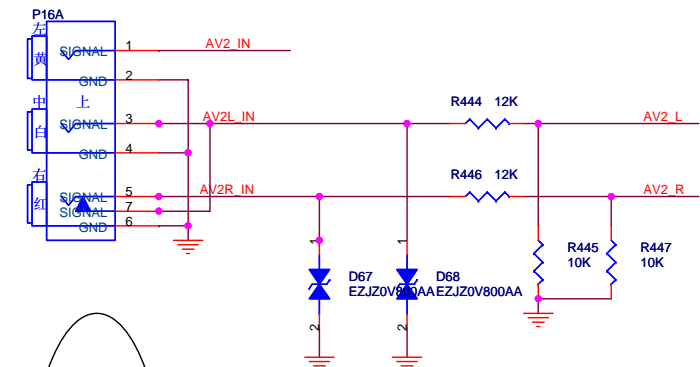 P16A
左
黄
SIGNAL
1
AV2_IN
GND
2
中
上
白
SIGNAL
3
AV2L_IN
R444 12K
AV2_L
GND
4
右
红
SIGNAL
5
AV2R_IN
R446 12K
AV2_R
SIGNAL
7
GND
6
1
1
D67
EZJZ0V800AA
D68
EZJZ0V800AA
R445
10K
R447
10K
2
2